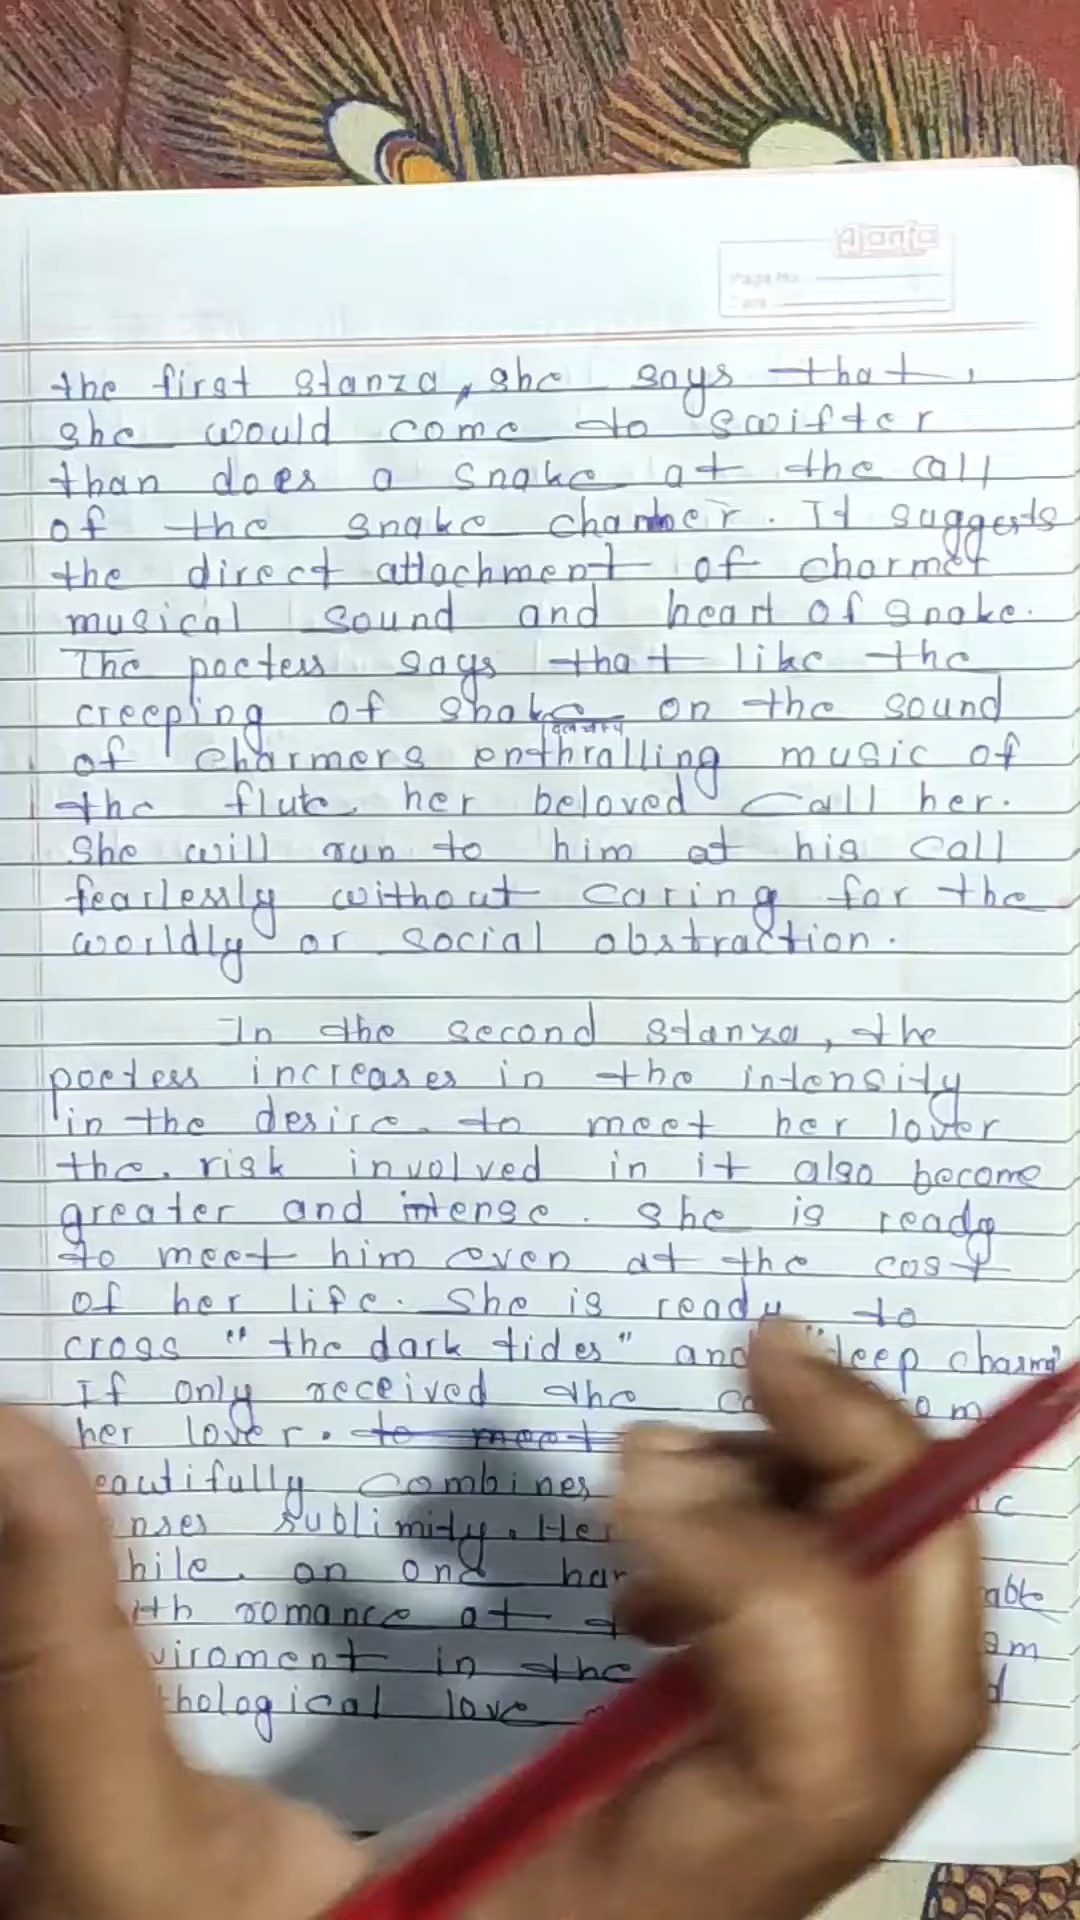 Ajanta
Page No.
Date
the first stanza, she says that,
she would come to swifter
than does a snake at the call
of the snake charmer. It suggests
the direct attachment of charmer
musical sound and heart of snake.
The poetess says that like the
creeping of snake on the sound
of charmers enthralling music of
the flute, her beloved call her.
She will run to him at his call
fearlessly without caring for the
worldly or social obstraction.
In the second stanza, the
poetess increases in the intensity
in the desire. to meet her lover
the. risk involved in it also become
greater and intense. She is ready
to meet him even at the cost
of her life. She is ready to
cross "the dark tides" and "deep
If only received the
her lover. to meet
combines
sublimity. Her
on one
romance at
in the
love